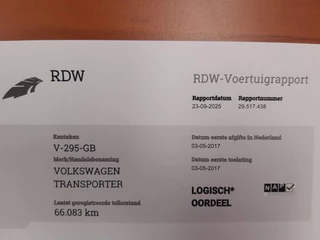 RDW
RDW-Voertuigrapport
Rapportdatum Rapportnummer
23-09-2025 29.517.438
Kenteken
V-295-GB
Merk/Handelsbenaming
VOLKSWAGEN
TRANSPORTER
Laatst geregistreerde tellerstand
66.083 km
Datum eerste afgifte in Nederland
03-05-2017
Datum eerste toelating
03-05-2017
LOGISCH*
OORDEEL
NAP